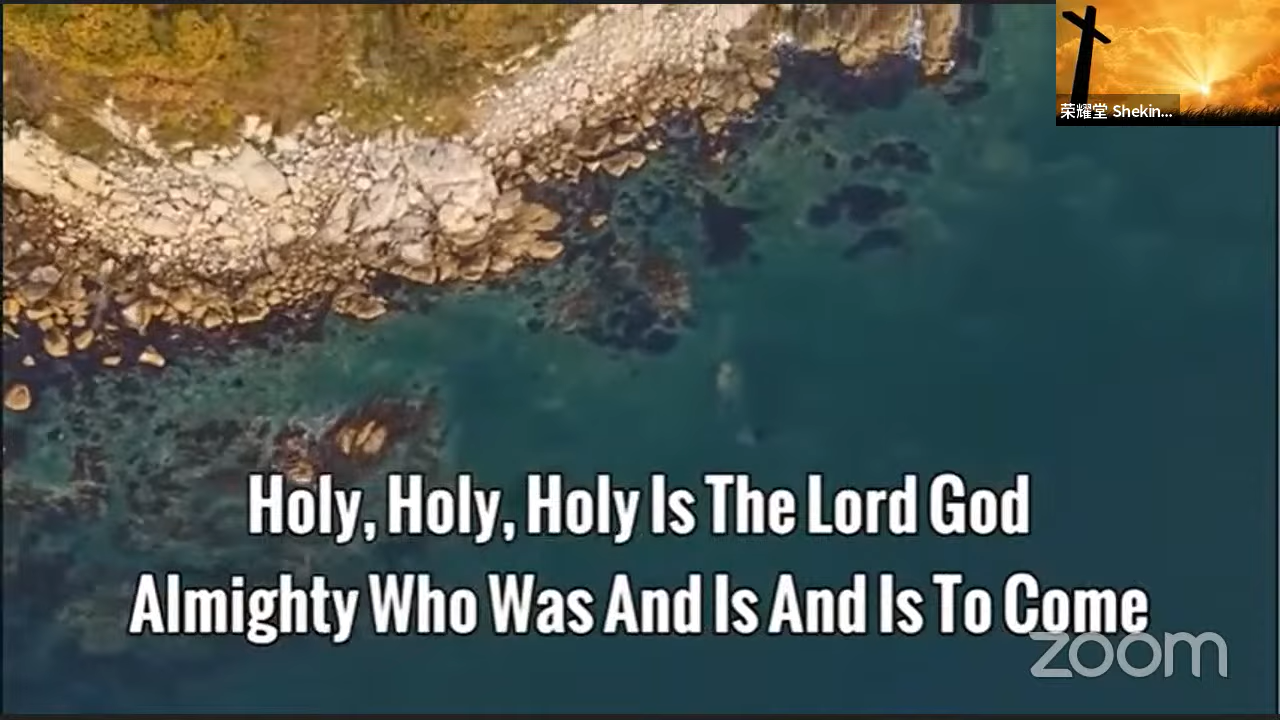 荣耀堂 Shekin...
Holy, Holy, Holy Is The Lord God
Almighty Who Was And Is And Is To Come
zoom